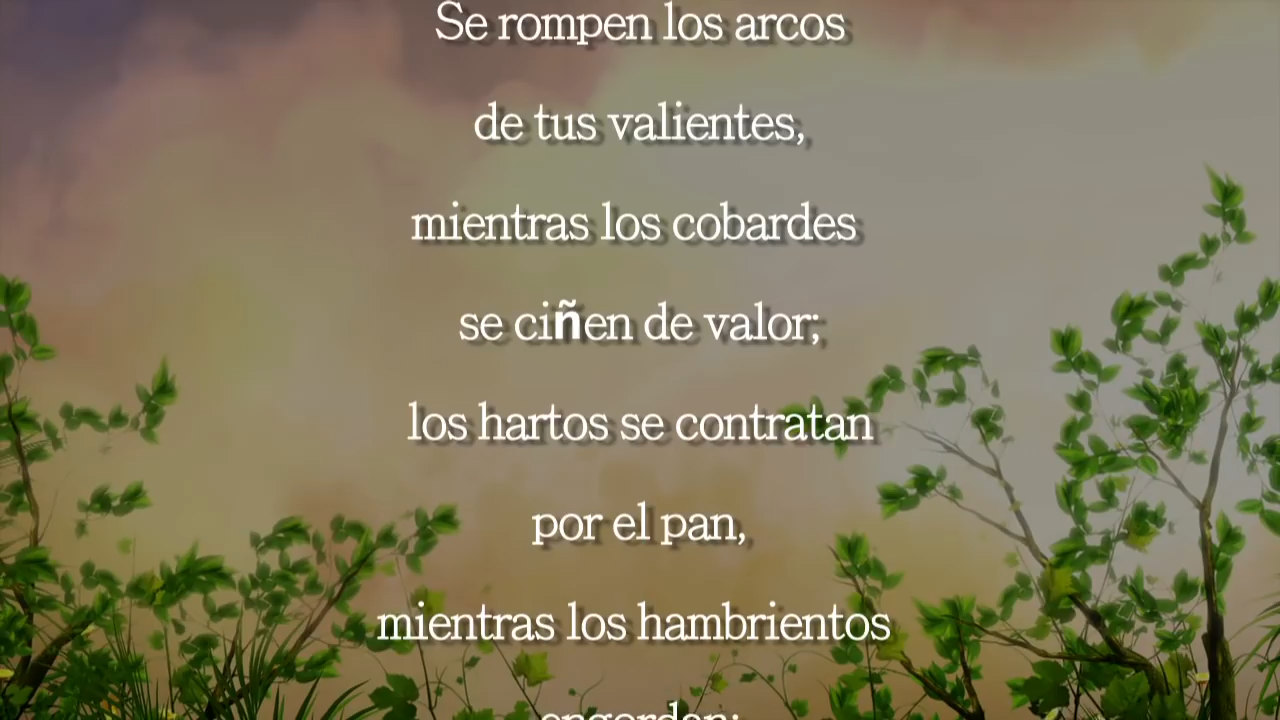 Se rompen los arcos
de tus valientes,
mientras los cobardes
se ciñen de valor;
los hartos se contratan
por el pan,
mientras los hambrientos
engordan;